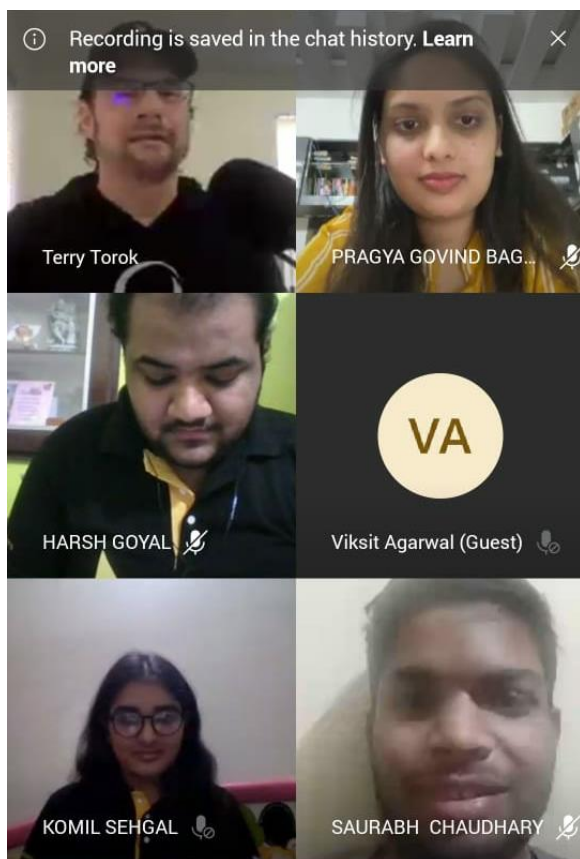 Recording is saved in the chat history. Learn
more
Terry Torok
PRAGYA GOVIND BAG...
HARSH GOYAL
VA
Viksit Agarwal (Guest)
KOMIL SEHGAL
SAURABH CHAUDHARY